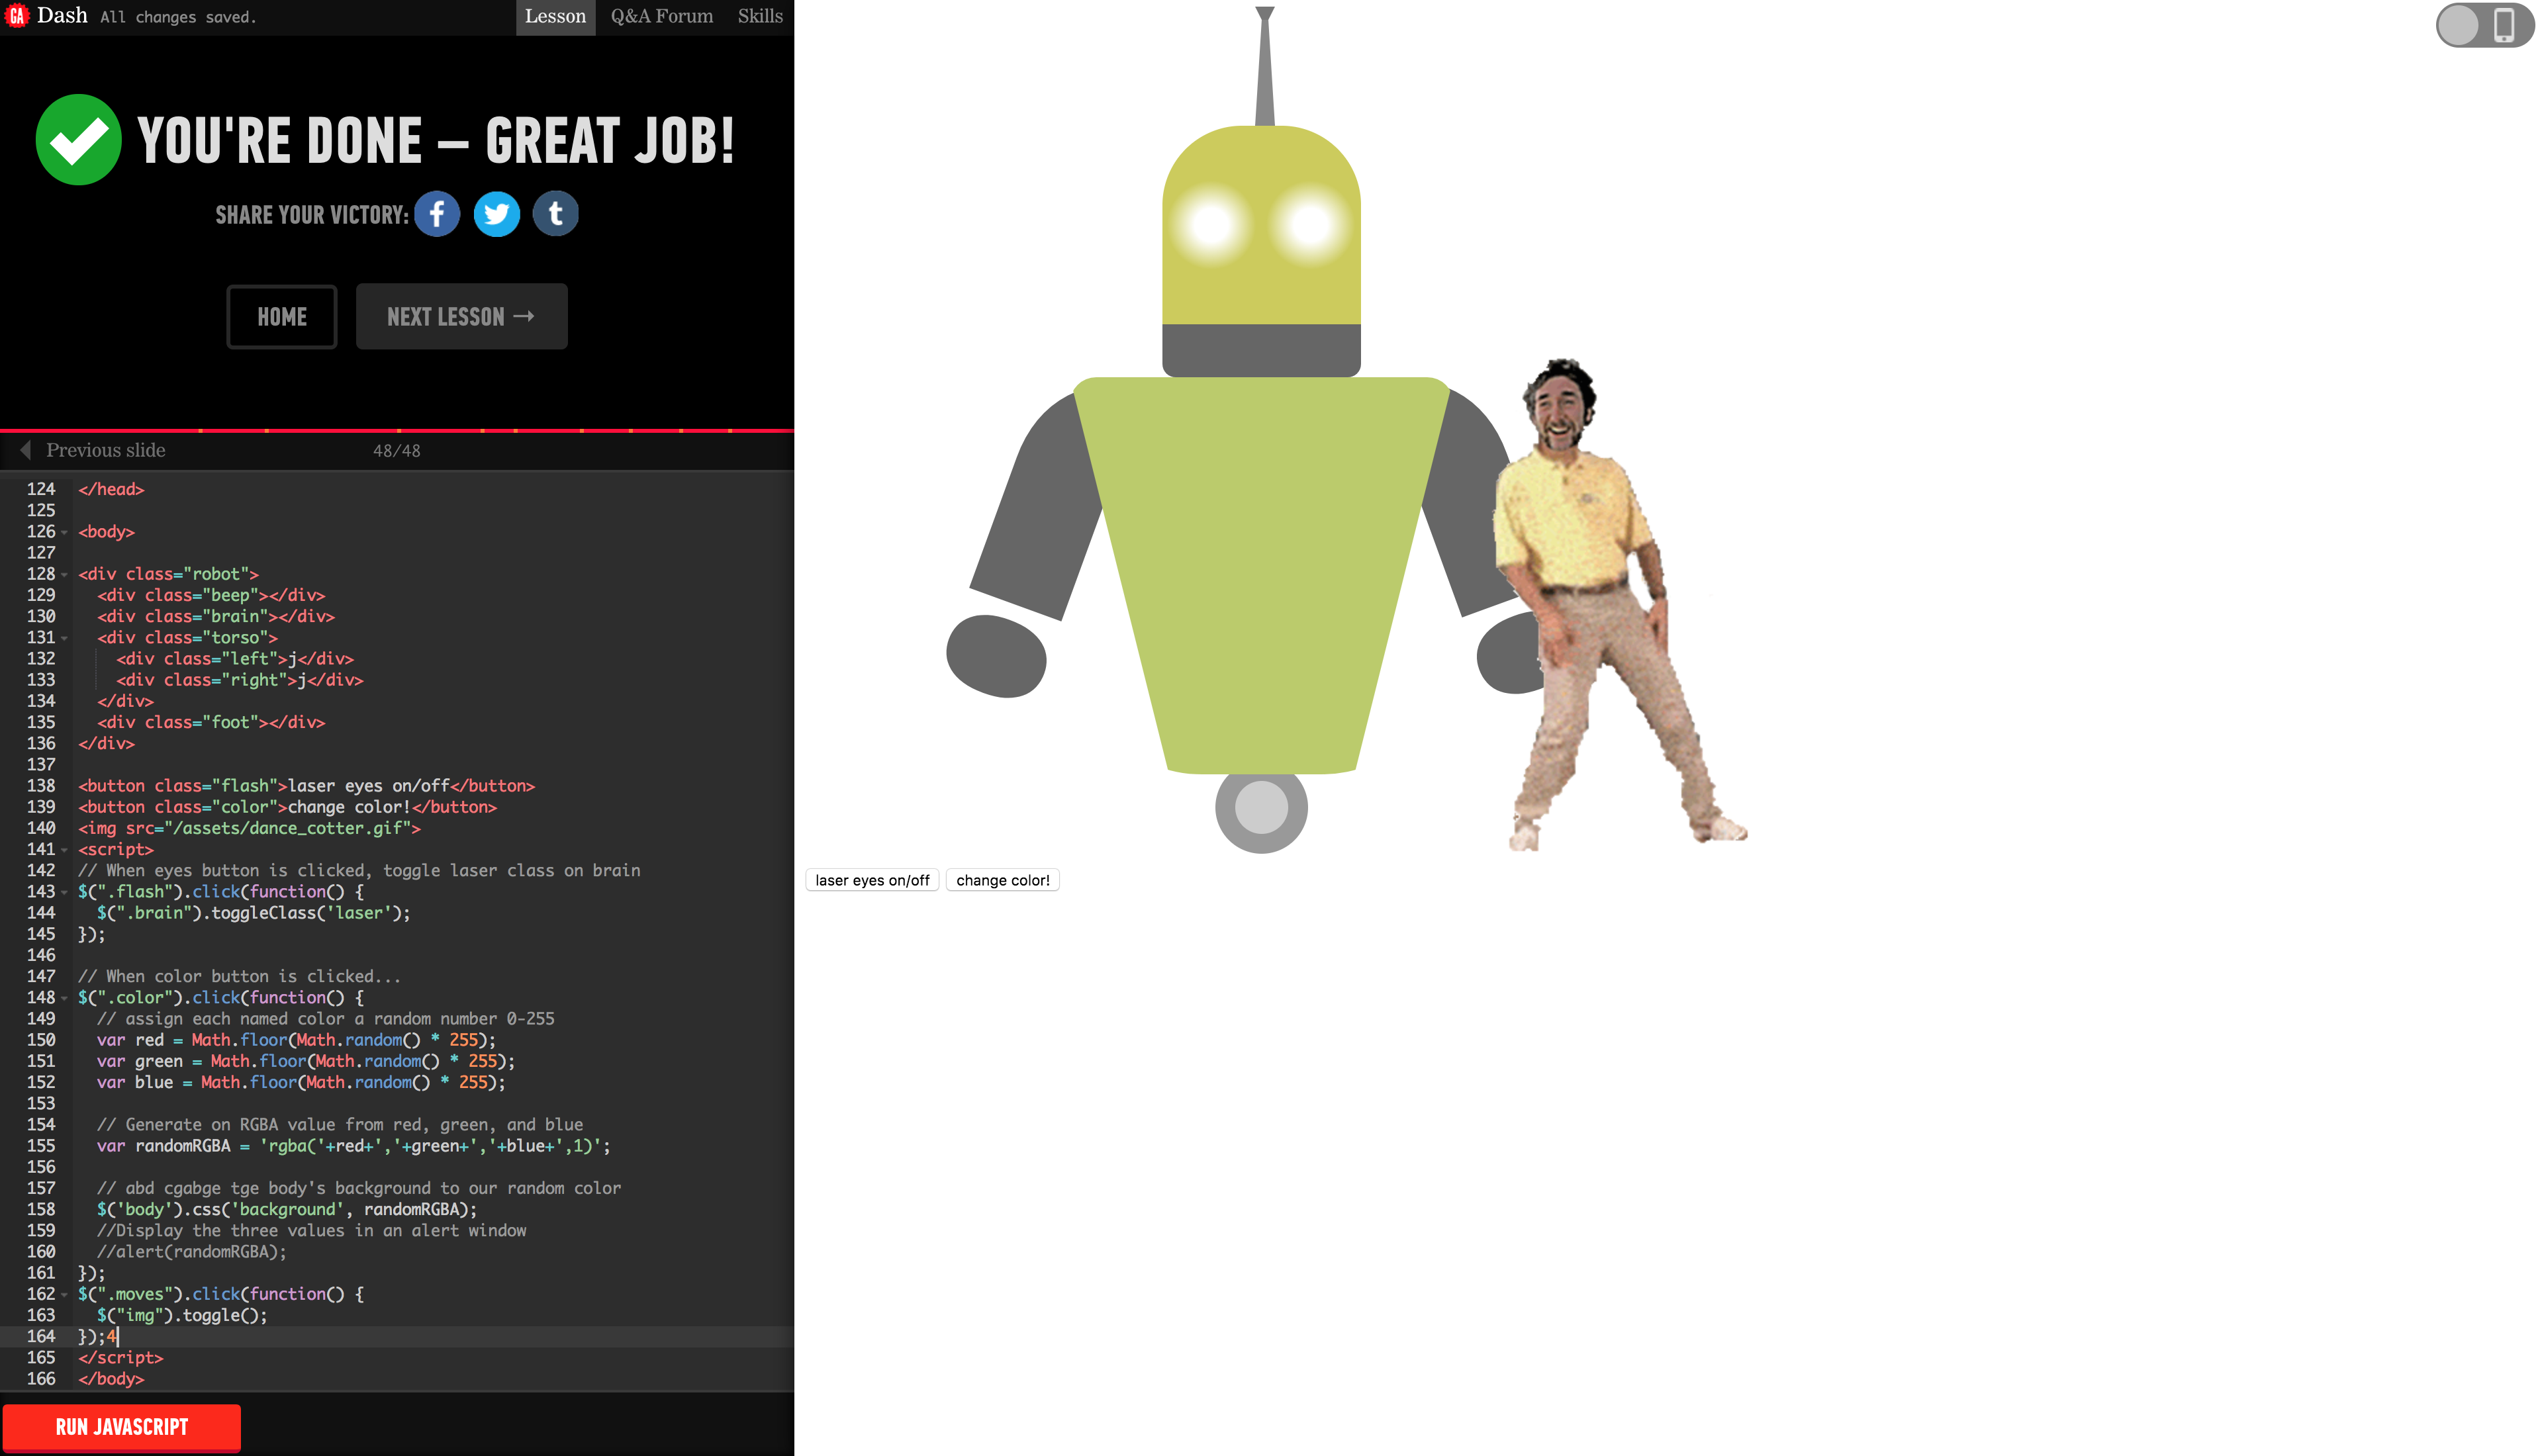 GA Dash All changes saved. Lesson Q&A Forum Skills
YOU'RE DONE – GREAT JOB!
SHARE YOUR VICTORY: f t
HOME NEXT LESSON →
Previous slide 48/48
124 </head>
125
126 <body>
127
128 <div class="robot">
129 <div class="beep"></div>
130 <div class="brain"></div>
131 <div class="torso">
132 <div class="left">j</div>
133 <div class="right">j</div>
134 </div>
135 <div class="foot"></div>
136 </div>
137
138 <button class="flash">laser eyes on/off</button>
139 <button class="color">change color!</button>
140 <img src="/assets/dance_cotter.gif">
141 <script>
142 // When eyes button is clicked, toggle laser class on brain
143 $(".flash").click(function() {
144 $(".brain").toggleClass('laser');
145 });
146
147 // When color button is clicked...
148 $(".color").click(function() {
149 // assign each named color a random number 0-255
150 var red = Math.floor(Math.random() * 255);
151 var green = Math.floor(Math.random() * 255);
152 var blue = Math.floor(Math.random() * 255);
153
154 // Generate on RGBA value from red, green, and blue
155 var randomRGBA = 'rgba('+red+','+green+','+blue+',1)';
156
157 // abd cgabge tge body's background to our random color
158 $('body').css('background', randomRGBA);
159 //Display the three values in an alert window
160 //alert(randomRGBA);
161 });
162 $(".moves").click(function() {
163 $("img").toggle();
164 });4
165 </script>
166 </body>
RUN JAVASCRIPT
laser eyes on/off change color!